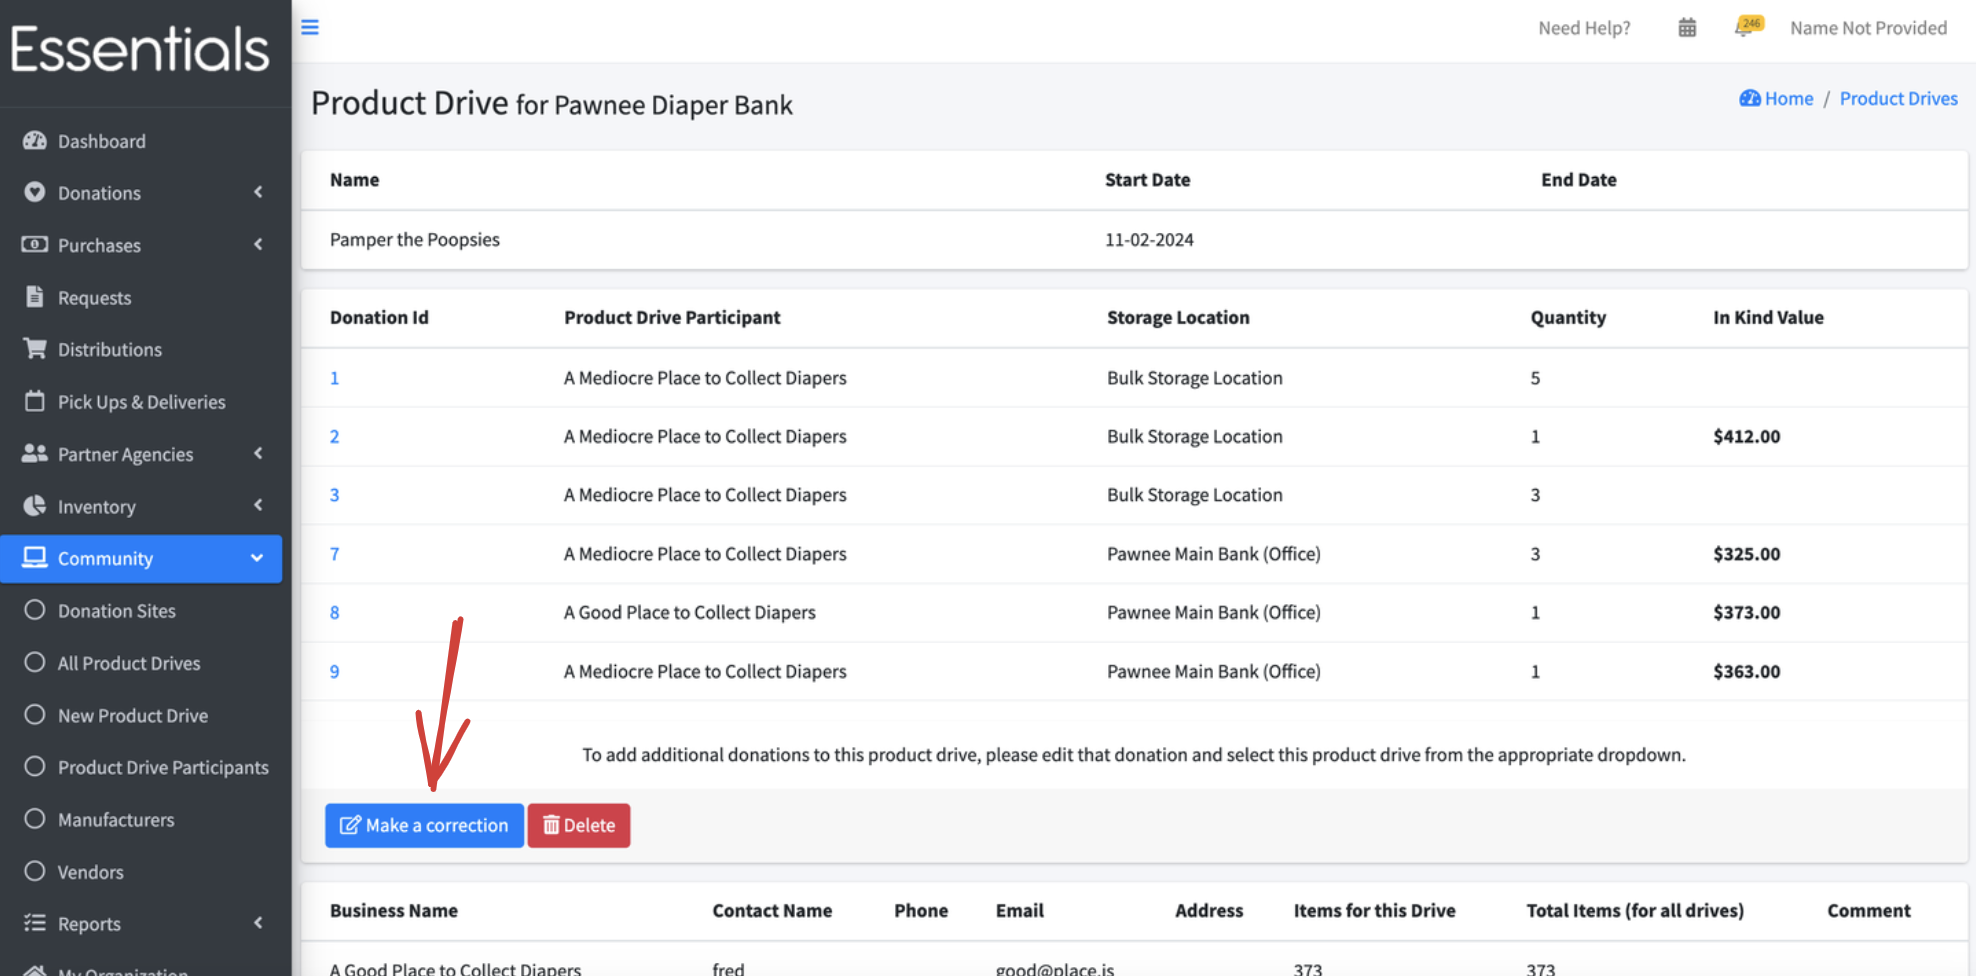 Essentials
Need Help?
246
Name Not Provided
Dashboard
Donations
Purchases
Requests
Distributions
Pick Ups & Deliveries
Partner Agencies
Inventory
Community
Donation Sites
All Product Drives
New Product Drive
Product Drive Participants
Manufacturers
Vendors
Reports
My Organization
Product Drive for Pawnee Diaper Bank
Home / Product Drives
Name Start Date End Date
Pamper the Poopsies 11-02-2024
Donation Id Product Drive Participant Storage Location Quantity In Kind Value
1 A Mediocre Place to Collect Diapers Bulk Storage Location 5
2 A Mediocre Place to Collect Diapers Bulk Storage Location 1 $412.00
3 A Mediocre Place to Collect Diapers Bulk Storage Location 3
7 A Mediocre Place to Collect Diapers Pawnee Main Bank (Office) 3 $325.00
8 A Good Place to Collect Diapers Pawnee Main Bank (Office) 1 $373.00
9 A Mediocre Place to Collect Diapers Pawnee Main Bank (Office) 1 $363.00
To add additional donations to this product drive, please edit that donation and select this product drive from the appropriate dropdown.
Make a correction Delete
Business Name Contact Name Phone Email Address Items for this Drive Total Items (for all drives) Comment
A Good Place to Collect Diapers fred good@place.is 373 373